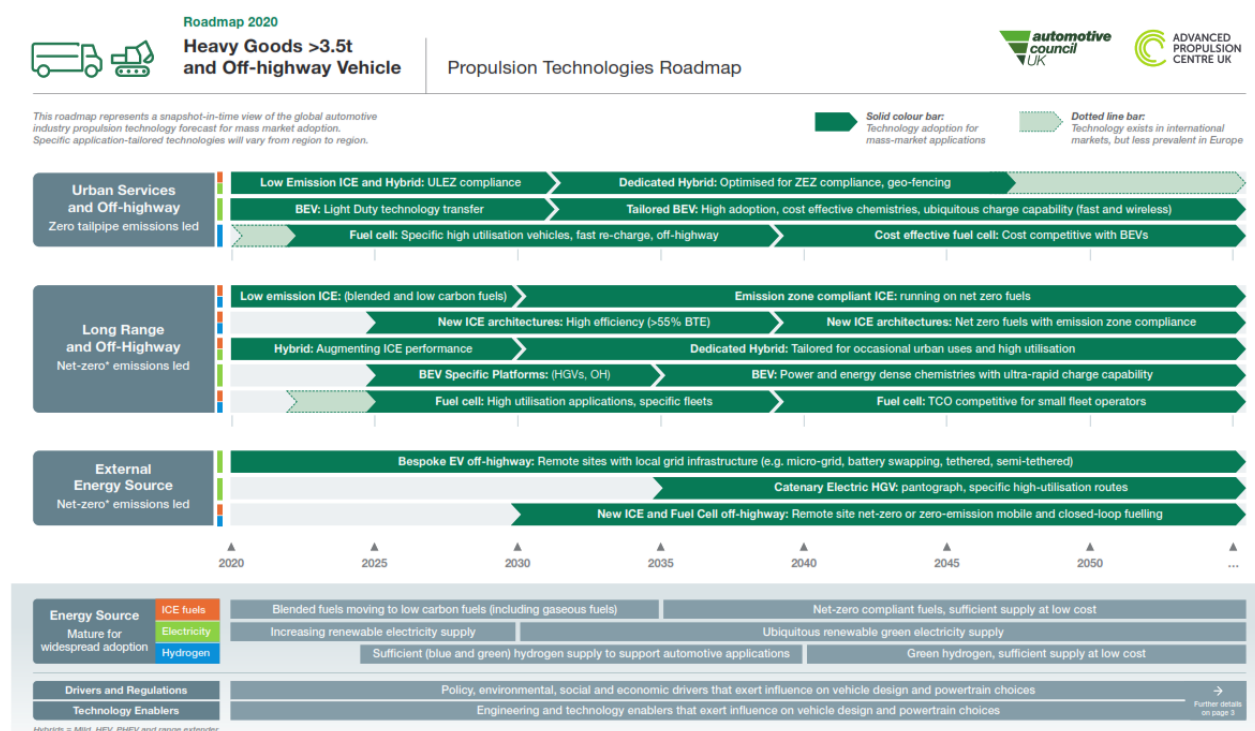 Roadmap 2020
Heavy Goods >3.5t
and Off-highway Vehicle
Propulsion Technologies Roadmap
automotive
council
UK
ADVANCED
PROPULSION
CENTRE UK
This roadmap represents a snapshot-in-time view of the global automotive
industry propulsion technology forecast for mass market adoption.
Specific application-tailored technologies will vary from region to region.
Solid colour bar:
Technology adoption for
mass-market applications
Dotted line bar:
Technology exists in international
markets, but less prevalent in Europe
Urban Services
and Off-highway
Zero tailpipe emissions led
Low Emission ICE and Hybrid: ULEZ compliance
Dedicated Hybrid: Optimised for ZEZ compliance, geo-fencing
BEV: Light Duty technology transfer
Tailored BEV: High adoption, cost effective chemistries, ubiquitous charge capability (fast and wireless)
Fuel cell: Specific high utilisation vehicles, fast re-charge, off-highway
Cost effective fuel cell: Cost competitive with BEVs
Long Range
and Off-Highway
Net-zero* emissions led
Low emission ICE: (blended and low carbon fuels)
Emission zone compliant ICE: running on net zero fuels
New ICE architectures: High efficiency (>55% BTE)
New ICE architectures: Net zero fuels with emission zone compliance
Hybrid: Augmenting ICE performance
Dedicated Hybrid: Tailored for occasional urban uses and high utilisation
BEV Specific Platforms: (HGVs, OH)
BEV: Power and energy dense chemistries with ultra-rapid charge capability
Fuel cell: High utilisation applications, specific fleets
Fuel cell: TCO competitive for small fleet operators
External
Energy Source
Net-zero* emissions led
Bespoke EV off-highway: Remote sites with local grid infrastructure (e.g. micro-grid, battery swapping, tethered, semi-tethered)
Catenary Electric HGV: pantograph, specific high-utilisation routes
New ICE and Fuel Cell off-highway: Remote site net-zero or zero-emission mobile and closed-loop fuelling
2020
2025
2030
2035
2040
2045
2050
...
Energy Source
Mature for
widespread adoption
ICE fuels
Electricity
Hydrogen
Blended fuels moving to low carbon fuels (including gaseous fuels)
Net-zero compliant fuels, sufficient supply at low cost
Increasing renewable electricity supply
Ubiquitous renewable green electricity supply
Sufficient (blue and green) hydrogen supply to support automotive applications
Green hydrogen, sufficient supply at low cost
Drivers and Regulations
Policy, environmental, social and economic drivers that exert influence on vehicle design and powertrain choices
Technology Enablers
Engineering and technology enablers that exert influence on vehicle design and powertrain choices
Further details
on page 3
Hybrids = Mild, HEV, PHEV and range extender